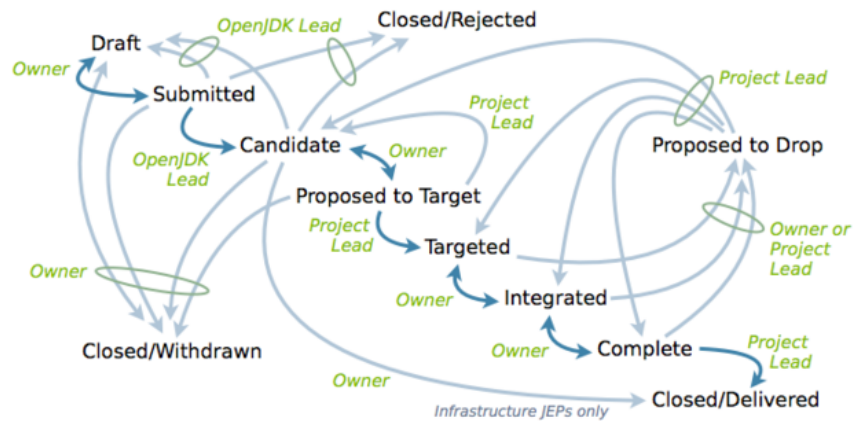 Closed/Rejected
OpenJDK Lead
Draft
Owner
Project Lead
Submitted
Project
Lead
Candidate
Owner
Proposed to Drop
OpenJDK
Lead
Proposed to Target
Project
Lead
Targeted
Owner or
Project
Lead
Owner
Owner
Integrated
Closed/Withdrawn
Owner
Complete
Project
Lead
Owner
Closed/Delivered
Infrastructure JEPs only